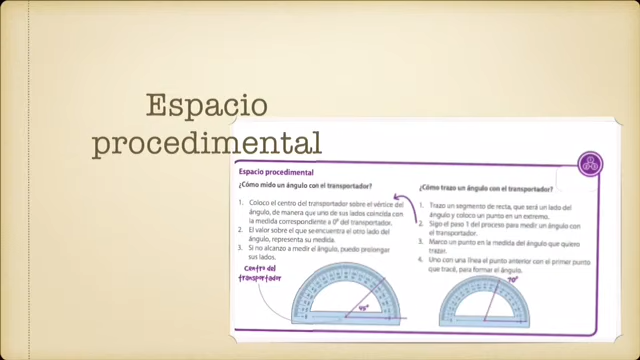 Espacio
procedimental
Espacio procedimental
¿Cómo mido un ángulo con el transportador?
1. Coloco el centro del transportador sobre el vértice del
ángulo, de manera que uno de sus lados coincida con
la medida correspondiente a 0° del transportador.
2. El valor sobre el que se encuentra el otro lado del
ángulo, representa su medida.
3. Si no alcanzo a medir el ángulo, puedo prolongar
sus lados.
Centro del
transportador
45°
¿Cómo trazo un ángulo con el transportador?
1. Trazo un segmento de recta, que será un lado del
ángulo y coloco un punto en un extremo.
2. Sigo el paso 1 del proceso para medir un ángulo con
el transportador.
3. Marco un punto en la medida del ángulo que quiero
trazar.
4. Uno con una línea el punto anterior con el primer punto
que tracé, para formar el ángulo.
70°